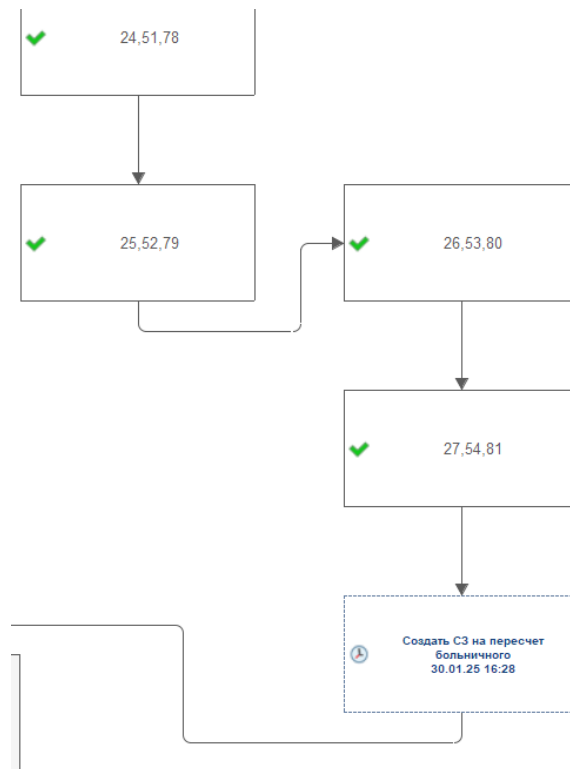 24,51,78
25,52,79
26,53,80
27,54,81
Создать СЗ на пересчет
больничного
30.01.25 16:28